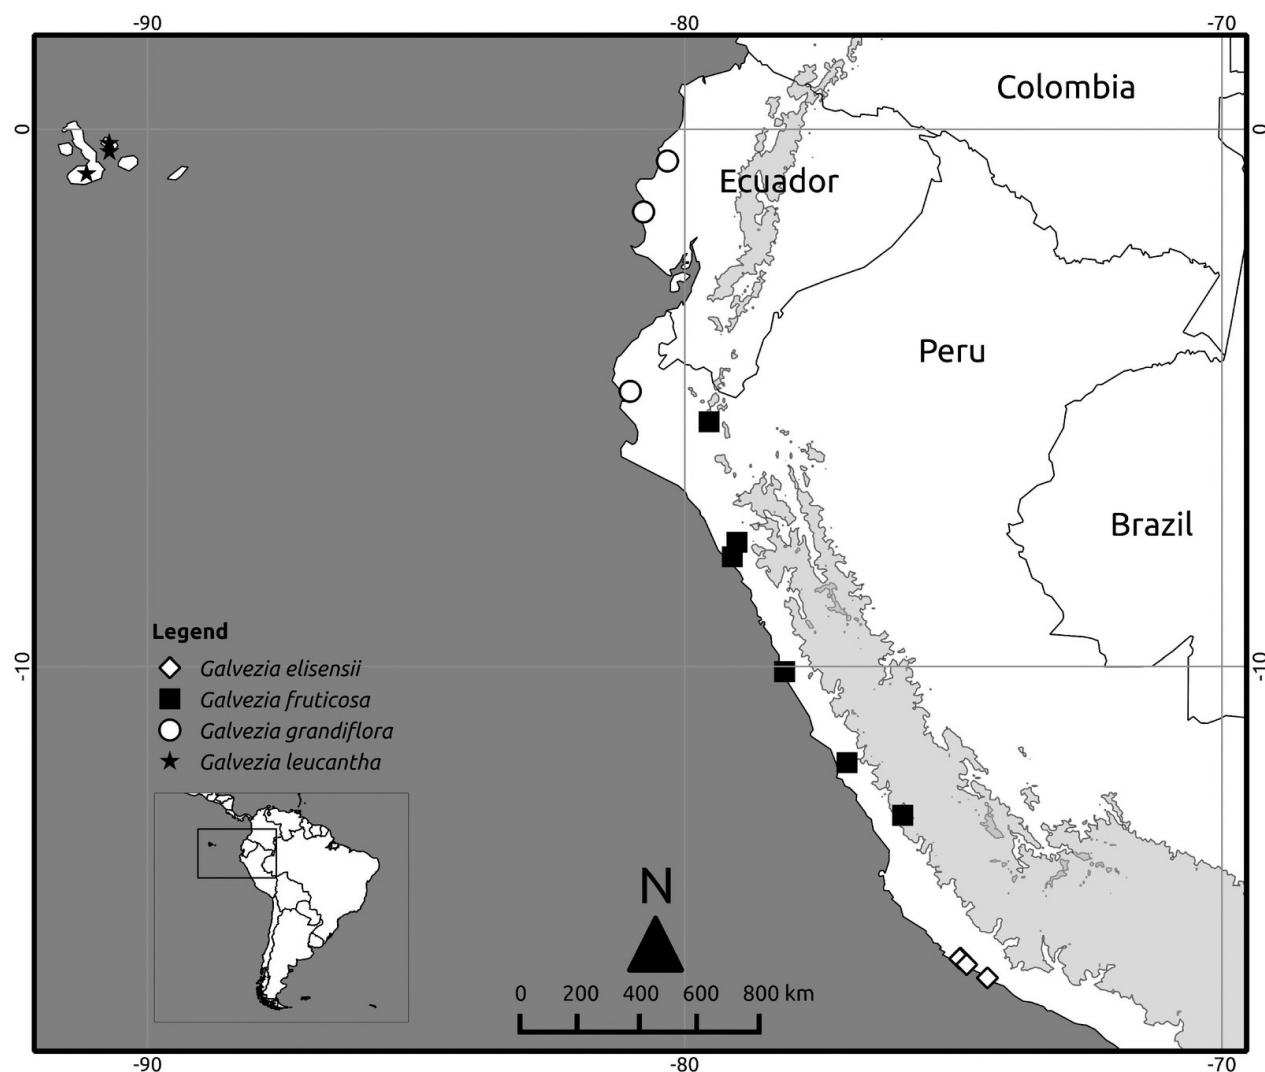 -90 -80 -70
Colombia
0 0
Ecuador
Peru
Brazil
Legend
Galvezia elisensii
-10 -10
Galvezia fruticosa
Galvezia grandiflora
Galvezia leucantha
N
0 200 400 600 800 km
-90 -80 -70